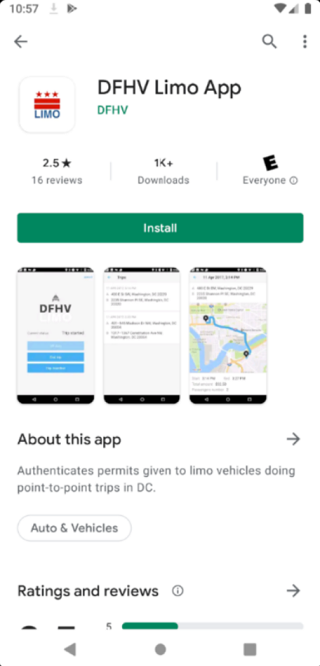 10:57
DFHV Limo App
LIMO
DFHV
2.5★
1K+
E
16 reviews
Downloads
Everyone
Install
DFHV
About this app
Authenticates permits given to limo vehicles doing
point-to-point trips in DC.
Auto & Vehicles
Ratings and reviews
5